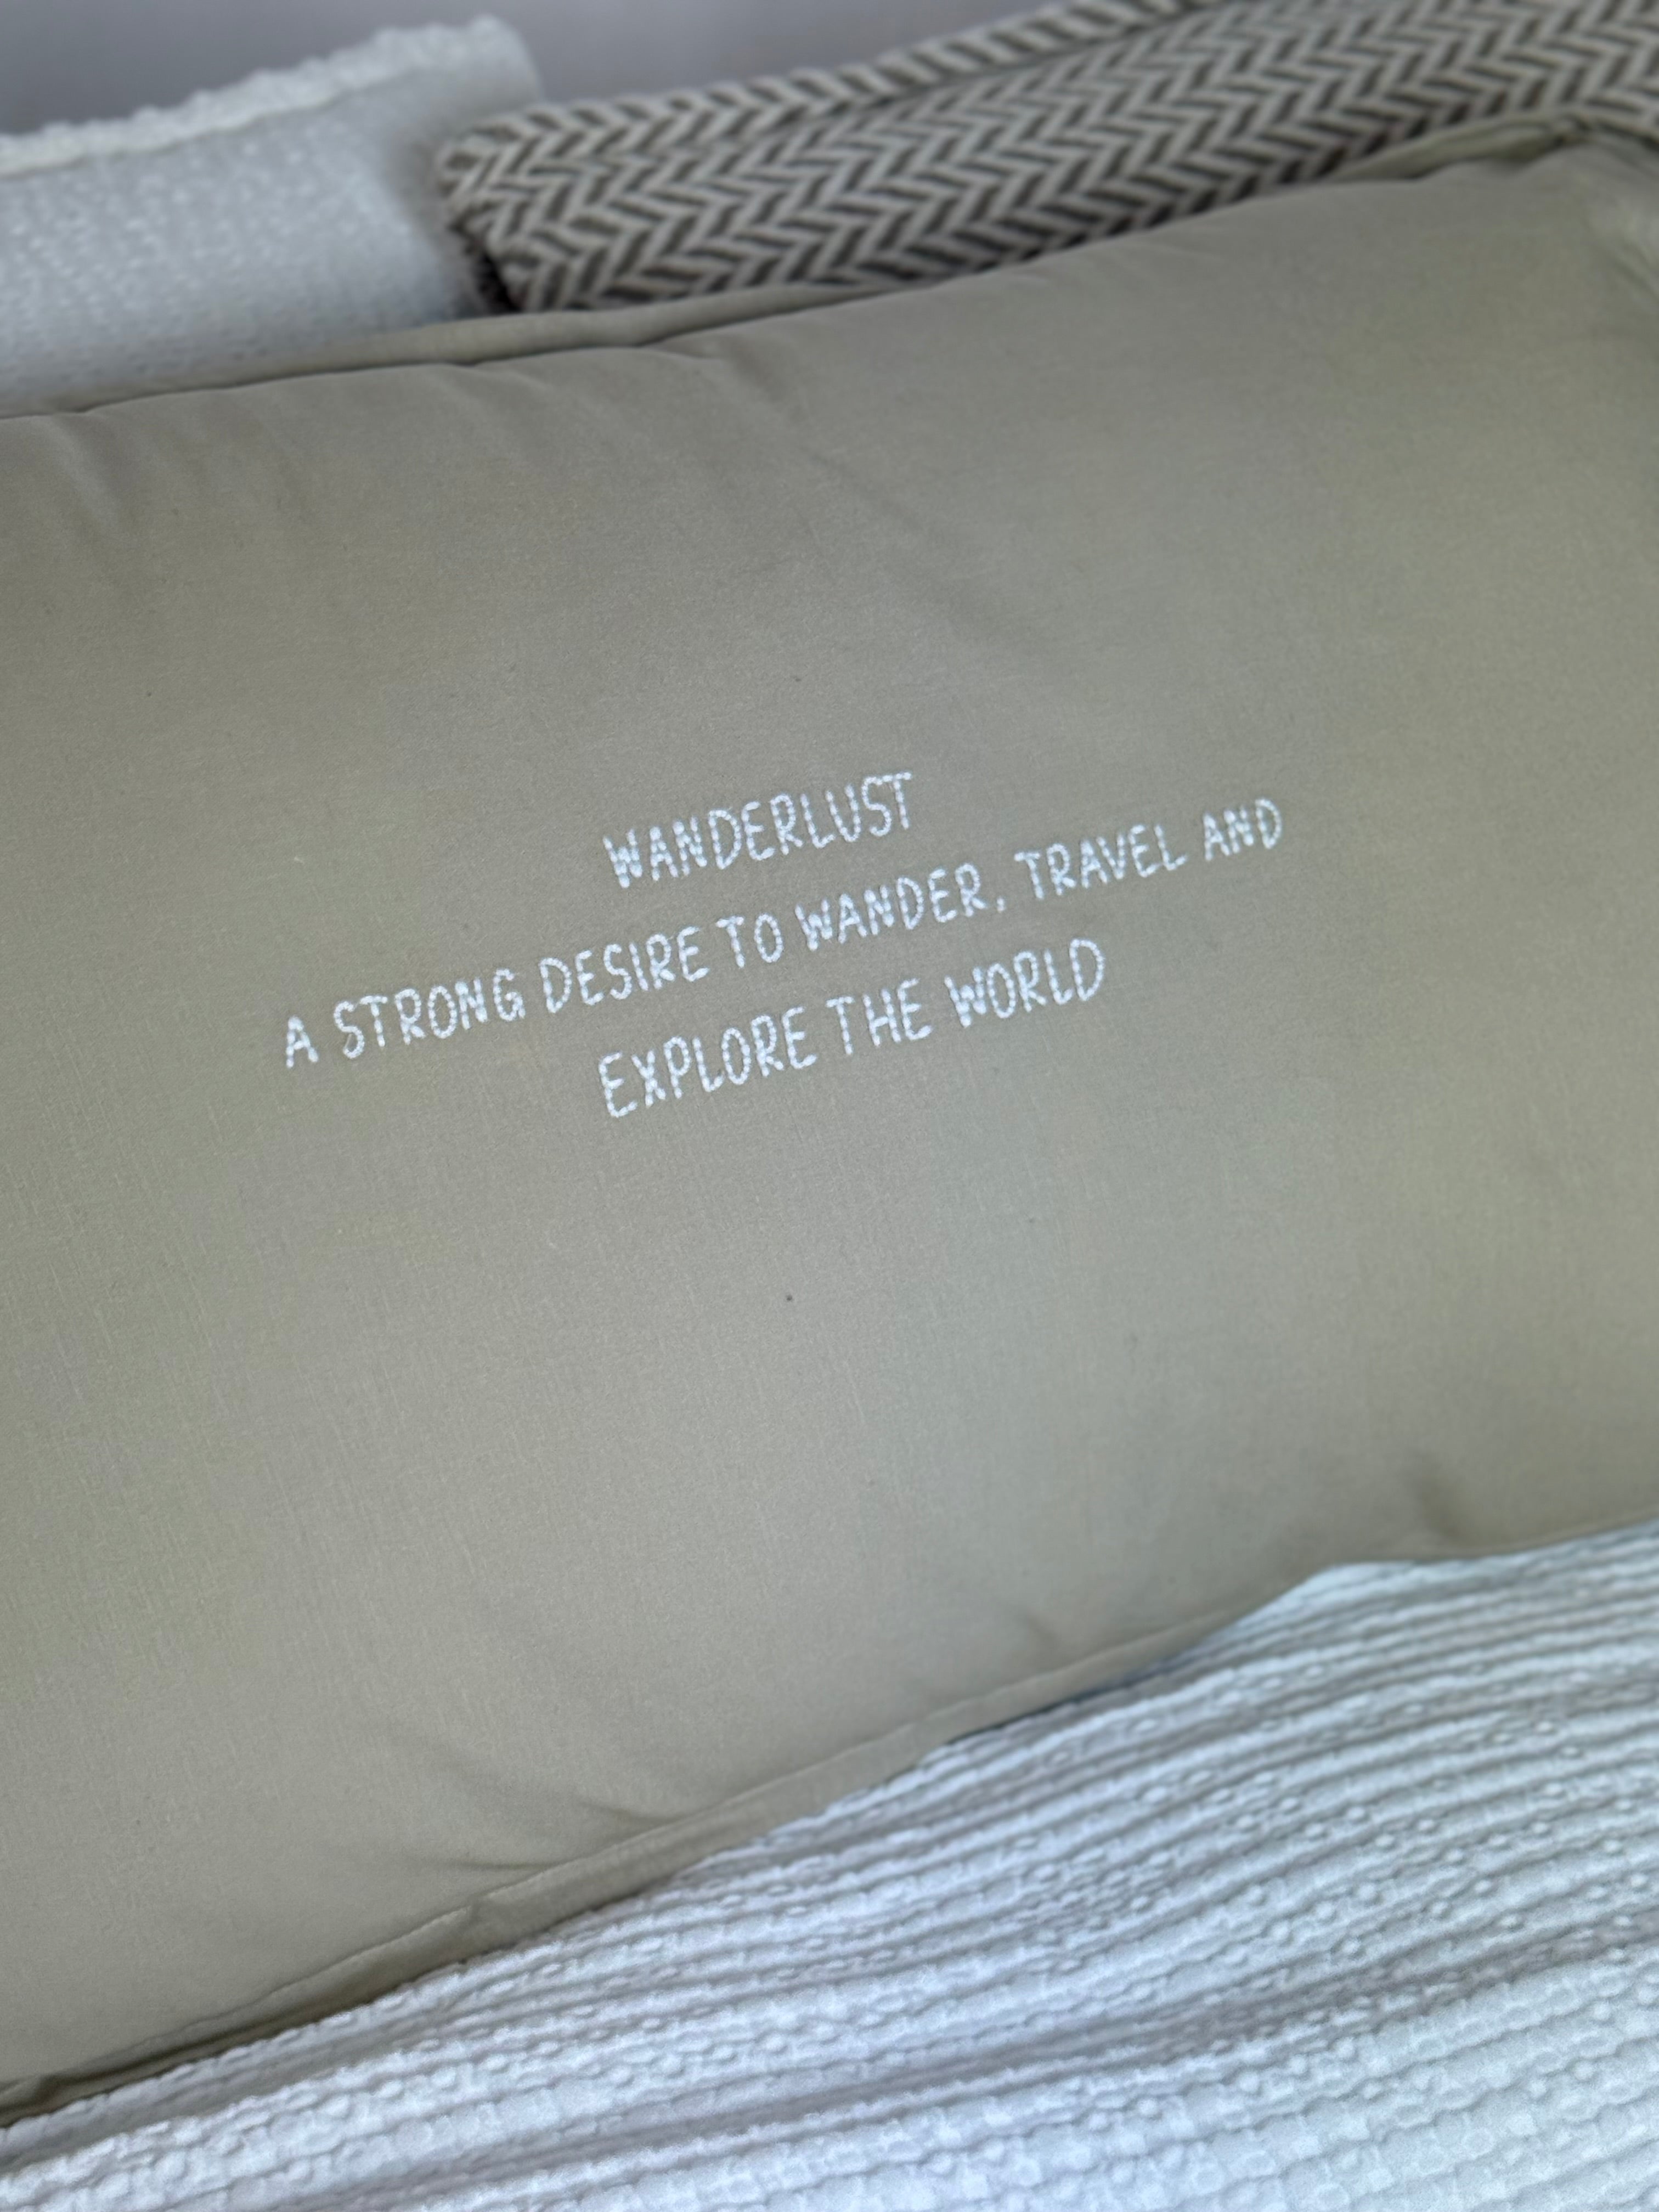 WANDERLUST
A STRONG DESIRE TO WANDER, TRAVEL AND
EXPLORE THE WORLD